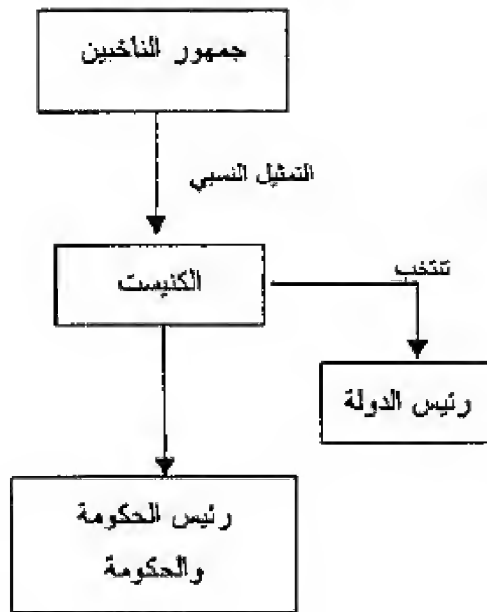 جمهور الناخبين
التمثيل النسبي
الكنيست
تنتخب
رئيس الدولة
رئيس الحكومة
والحكومة